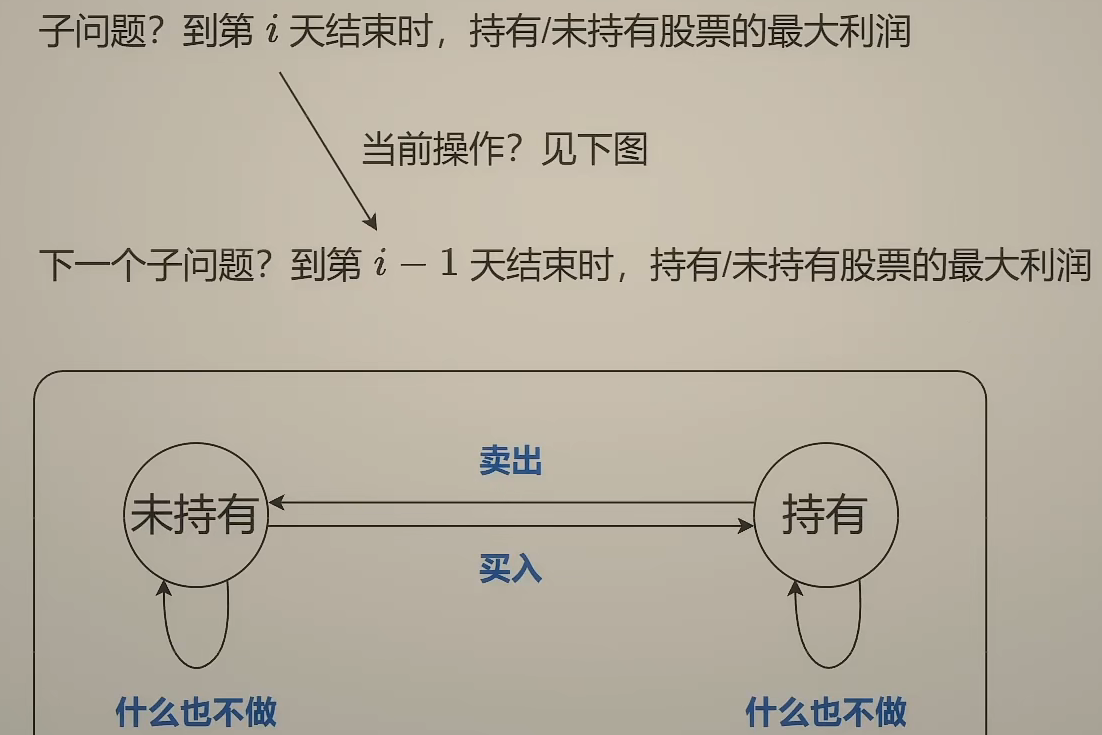 子问题？到第 i 天结束时，持有/未持有股票的最大利润
当前操作？见下图
下一个子问题？到第 i − 1 天结束时，持有/未持有股票的最大利润
卖出
未持有
持有
买入
什么也不做
什么也不做